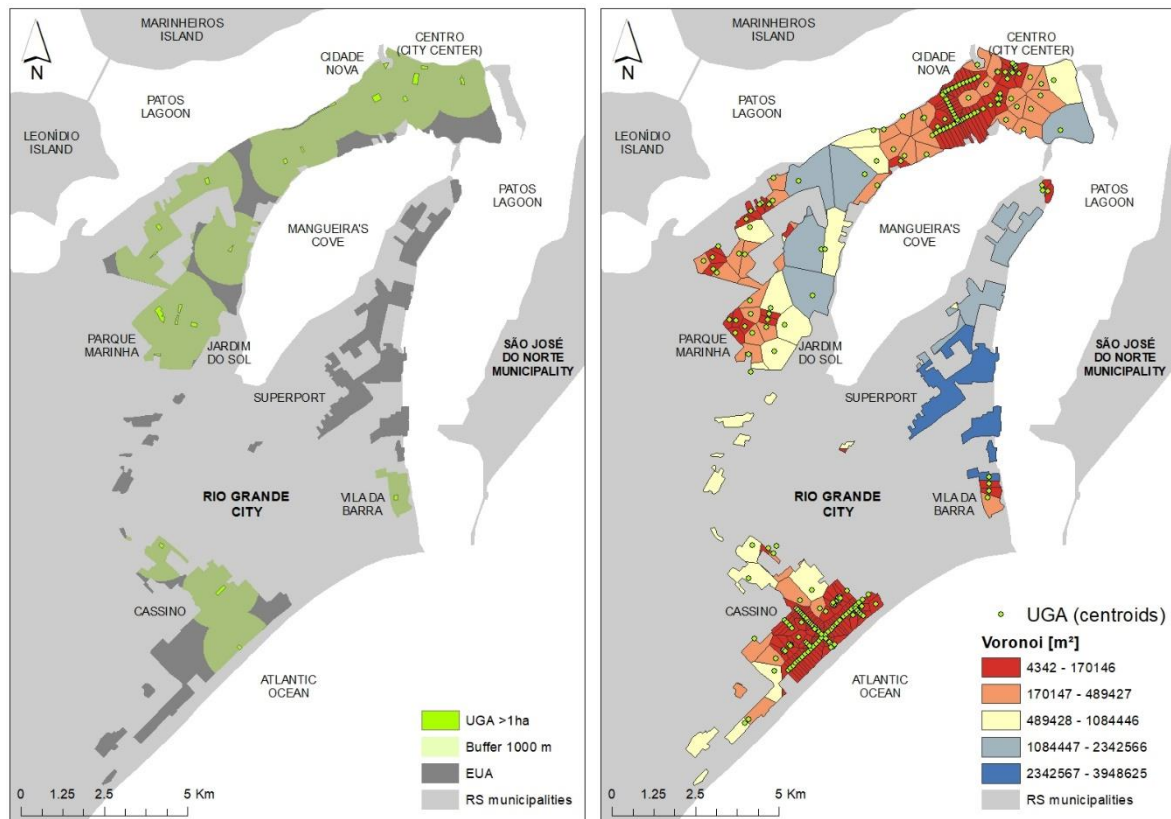 MARINHEIROS
ISLAND
CENTRO
(CITY CENTER)
CIDADE
NOVA
N
PATOS
LAGOON
LEONÍDIO
ISLAND
PATOS
LAGOON
MANGUEIRA'S
COVE
PARQUE
MARINHA
JARDIM
DO SOL
SÃO JOSÉ
DO NORTE
MUNICIPALITY
SUPERPORT
RIO GRANDE
CITY
VILA DA
BARRA
CASSINO
ATLANTIC
OCEAN
UGA >1ha
Buffer 1000 m
EUA
RS municipalities
0 1.25 2.5 5 Km
MARINHEIROS
ISLAND
CENTRO
(CITY CENTER)
CIDADE
NOVA
N
PATOS
LAGOON
LEONÍDIO
ISLAND
PATOS
LAGOON
MANGUEIRA'S
COVE
PARQUE
MARINHA
JARDIM
DO SOL
SÃO JOSÉ
DO NORTE
MUNICIPALITY
SUPERPORT
RIO GRANDE
CITY
VILA DA
BARRA
CASSINO
ATLANTIC
OCEAN
UGA (centroids)
Voronoi [m²]
4342 - 170146
170147 - 489427
489428 - 1084446
1084447 - 2342566
2342567 - 3948625
RS municipalities
0 1.25 2.5 5 Km